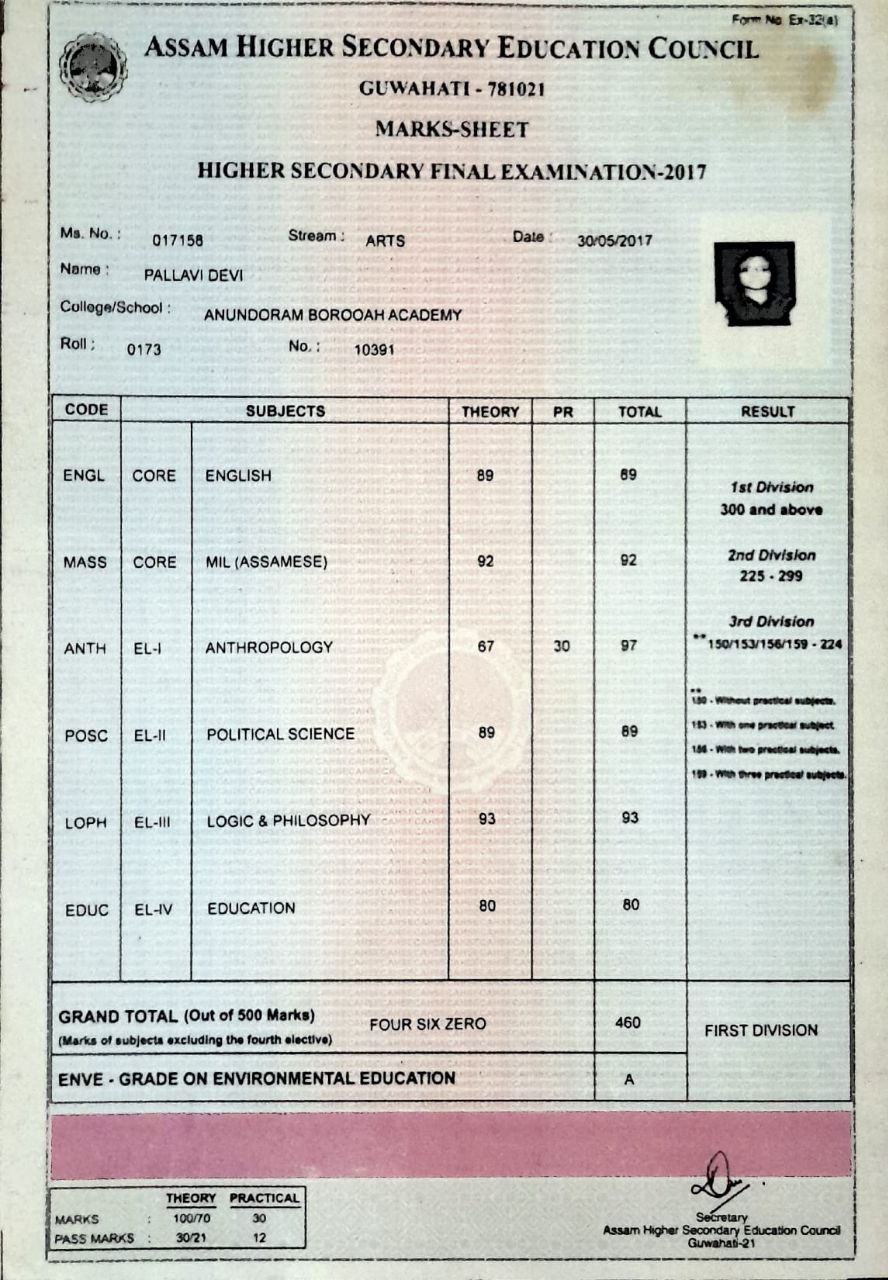 Form No Ex-32(a)
ASSAM HIGHER SECONDARY EDUCATION COUNCIL
GUWAHATI - 781021
MARKS-SHEET
HIGHER SECONDARY FINAL EXAMINATION-2017
Ms. No. : 017158 Stream : ARTS Date : 30/05/2017
Name : PALLAVI DEVI
College/School : ANUNDORAM BOROOAH ACADEMY
Roll : 0173 No. : 10391
CODE SUBJECTS THEORY PR TOTAL RESULT
ENGL CORE ENGLISH 89 89
1st Division
300 and above
MASS CORE MIL (ASSAMESE) 92 92
2nd Division
225 - 299
3rd Division
ANTH EL-I ANTHROPOLOGY 67 30 97
**150/153/156/159 - 224
**
150 - Without practical subjects.
153 - With one practical subject.
POSC EL-II POLITICAL SCIENCE 89 89
156 - With two practical subjects.
159 - With three practical subjects.
LOPH EL-III LOGIC & PHILOSOPHY 93 93
EDUC EL-IV EDUCATION 80 80
GRAND TOTAL (Out of 500 Marks) FOUR SIX ZERO 460 FIRST DIVISION
(Marks of subjects excluding the fourth elective)
ENVE - GRADE ON ENVIRONMENTAL EDUCATION A
THEORY PRACTICAL
MARKS : 100/70 30
PASS MARKS : 30/21 12
Secretary
Assam Higher Secondary Education Council
Guwahati-21